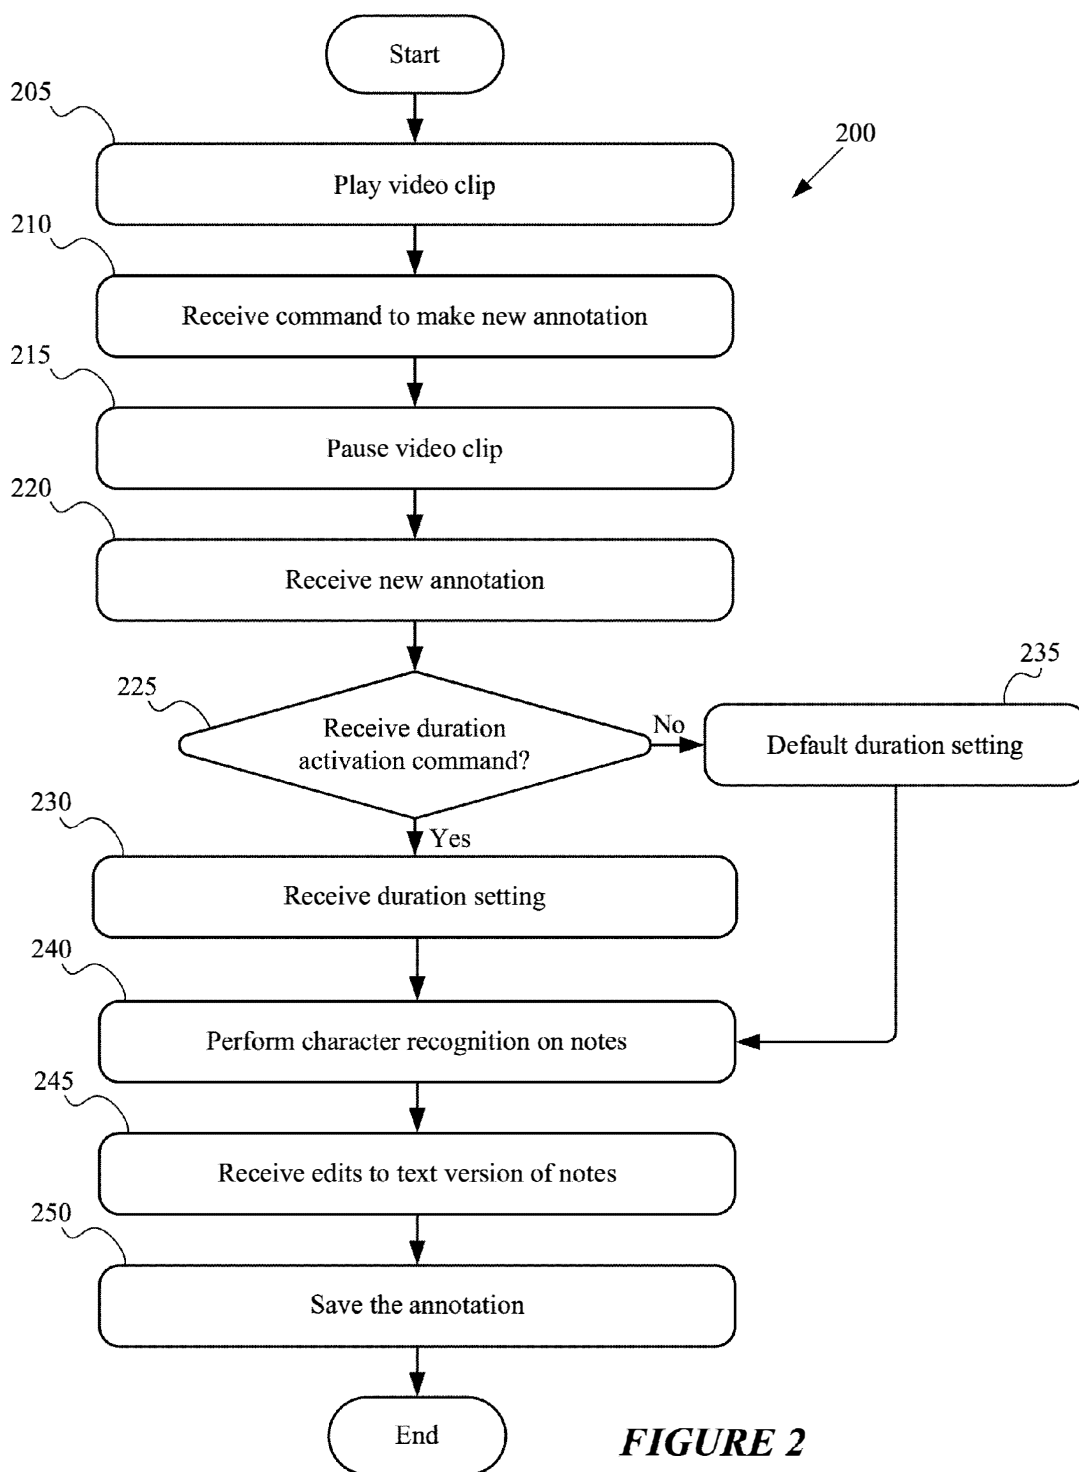 Start
205
200
Play video clip
210
Receive command to make new annotation
215
Pause video clip
220
Receive new annotation
225
Receive duration
activation command?
No
235
Default duration setting
Yes
230
Receive duration setting
240
Perform character recognition on notes
245
Receive edits to text version of notes
250
Save the annotation
End
FIGURE 2